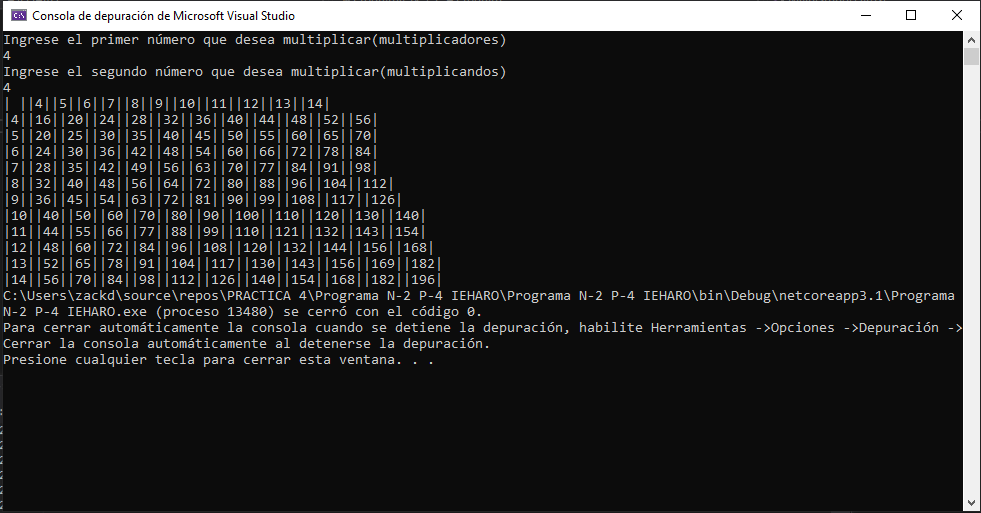 Consola de depuración de Microsoft Visual Studio
Ingrese el primer número que desea multiplicar(multiplicadores)
4
Ingrese el segundo número que desea multiplicar(multiplicandos)
4
| ||4||5||6||7||8||9||10||11||12||13||14|
|4||16||20||24||28||32||36||40||44||48||52||56|
|5||20||25||30||35||40||45||50||55||60||65||70|
|6||24||30||36||42||48||54||60||66||72||78||84|
|7||28||35||42||49||56||63||70||77||84||91||98|
|8||32||40||48||56||64||72||80||88||96||104||112|
|9||36||45||54||63||72||81||90||99||108||117||126|
|10||40||50||60||70||80||90||100||110||120||130||140|
|11||44||55||66||77||88||99||110||121||132||143||154|
|12||48||60||72||84||96||108||120||132||144||156||168|
|13||52||65||78||91||104||117||130||143||156||169||182|
|14||56||70||84||98||112||126||140||154||168||182||196|
C:\Users\zackd\source\repos\PRACTICA 4\Programa N-2 P-4 IEHARO\Programa N-2 P-4 IEHARO\bin\Debug\netcoreapp3.1\Programa
N-2 P-4 IEHARO.exe (proceso 13480) se cerró con el código 0.
Para cerrar automáticamente la consola cuando se detiene la depuración, habilite Herramientas ->Opciones ->Depuración ->
Cerrar la consola automáticamente al detenerse la depuración.
Presione cualquier tecla para cerrar esta ventana. . .